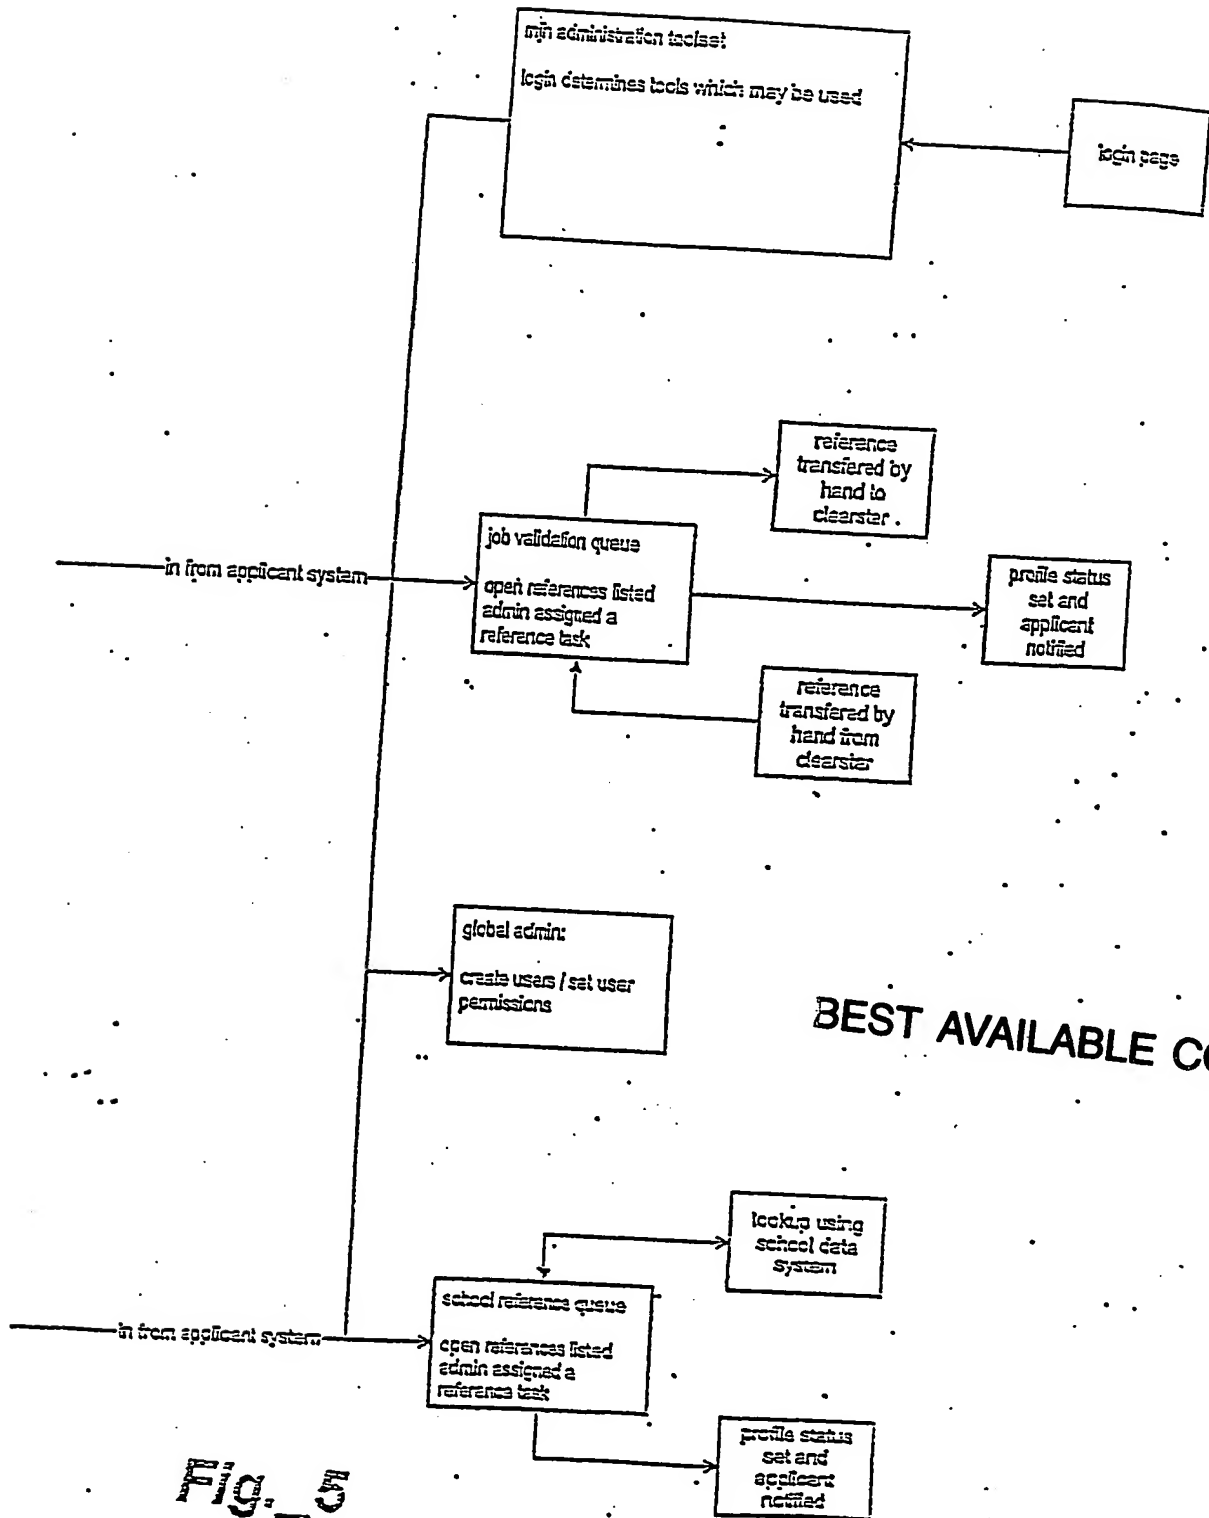 mjn administration toolset
login determines tools which may be used
login page
reference
transfered by
hand to
clearstar
job validation queue
in from applicant system
open references listed
admin assigned a
reference task
profile status
set and
applicant
notified
reference
transfered by
hand from
clearstar
global admin:
create users / set user
permissions
BEST AVAILABLE CO
lookup using
school data
system
school reference queue
in from applicant system
open references listed
admin assigned a
reference task
profile status
set and
applicant
notified
Fig_5